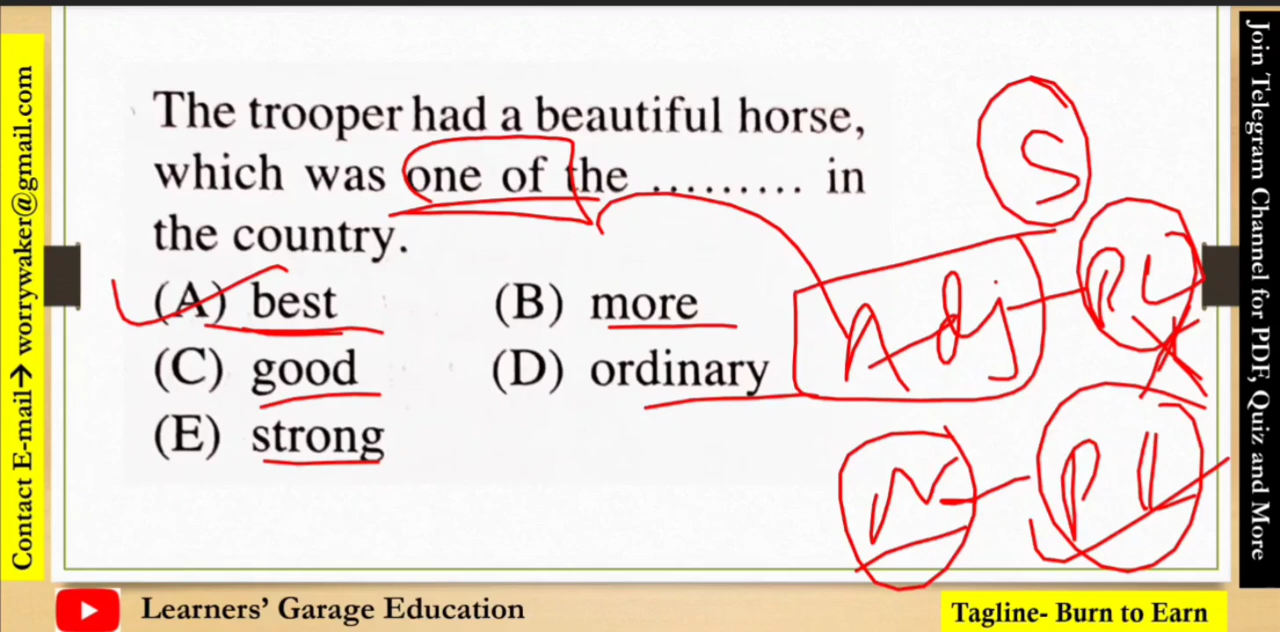 The trooper had a beautiful horse,
which was one of the ......... in
the country.
(A) best (B) more
(C) good (D) ordinary
(E) strong
S
Adj PL
N Pl
Contact E-mail→ worrywaker@gmail.com
Join Telegram Channel for PDF, Quiz and More
Learners’ Garage Education
Tagline- Burn to Earn